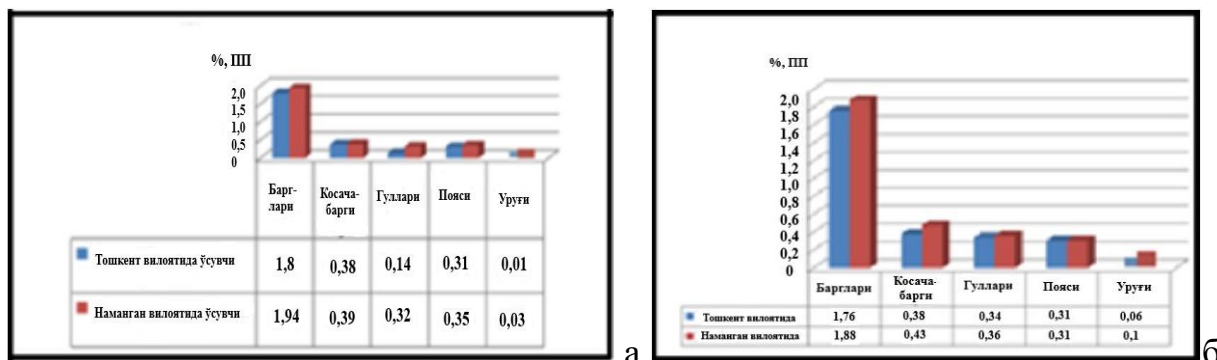 %, ПП
2,0
1,5
1,0
0,5
0
Барг-
лари
Косача-
барги
Гуллари
Пояси
Уруғи
Тошкент вилоятида ўсувчи
1,8
0,38
0,14
0,31
0,01
Наманган вилоятида ўсувчи
1,94
0,39
0,32
0,35
0,03
а
%, ПП
2,0
1,8
1,6
1,4
1,2
1,0
0,8
0,6
0,4
0,2
0
Барглари
Косача-
барги
Гуллари
Пояси
Уруғи
Тошкент вилоятида
1,76
0,38
0,34
0,31
0,06
Наманган вилоятида
1,88
0,43
0,36
0,31
0,1
б